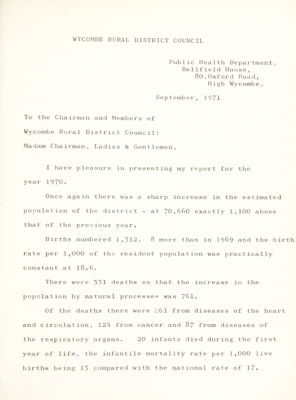 WYCOMBE RURAL DISTRICT COUNCIL
Public Health Department,
Bellfield House,
80,Oxford Road,
High Wycombe.
September, 1971
To the Chairman and Members of
Wycombe Rural District Council:
Madam Chairman, Ladies & Gentlemen,
I have pleasure in presenting my report for the
year 1970.
Once again there was a sharp increase in the estimated
population of the district - at 70,660 exactly 1,100 above
that of the previous year.
Births numbered 1,312. 8 more than in 1969 and the birth
rate per 1,000 of the resident population was practically
constant at 18.6.
There were 551 deaths so that the increase in the
population by natural processes was 761.
Of the deaths there were 261 from diseases of the heart
and circulation, 124 from cancer and 87 from diseases of
the respiratory organs. 20 infants died during the first
year of life, the infantile mortality rate per 1,000 live
births being 15 compared with the national rate of 17.